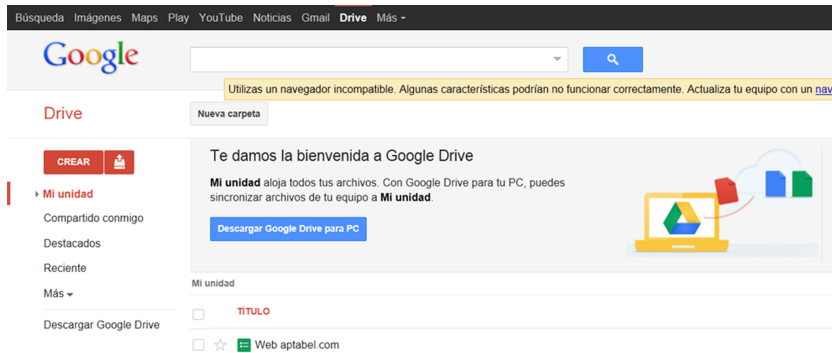 Búsqueda Imágenes Maps Play YouTube Noticias Gmail Drive Más
Google
Utilizas un navegador incompatible. Algunas características podrían no funcionar correctamente. Actualiza tu equipo con un nav
Drive
Nueva carpeta
CREAR
Mi unidad
Compartido conmigo
Destacados
Reciente
Más
Descargar Google Drive
Te damos la bienvenida a Google Drive
Mi unidad aloja todos tus archivos. Con Google Drive para tu PC, puedes
sincronizar archivos de tu equipo a Mi unidad.
Descargar Google Drive para PC
Mi unidad
TÍTULO
Web aptabel.com